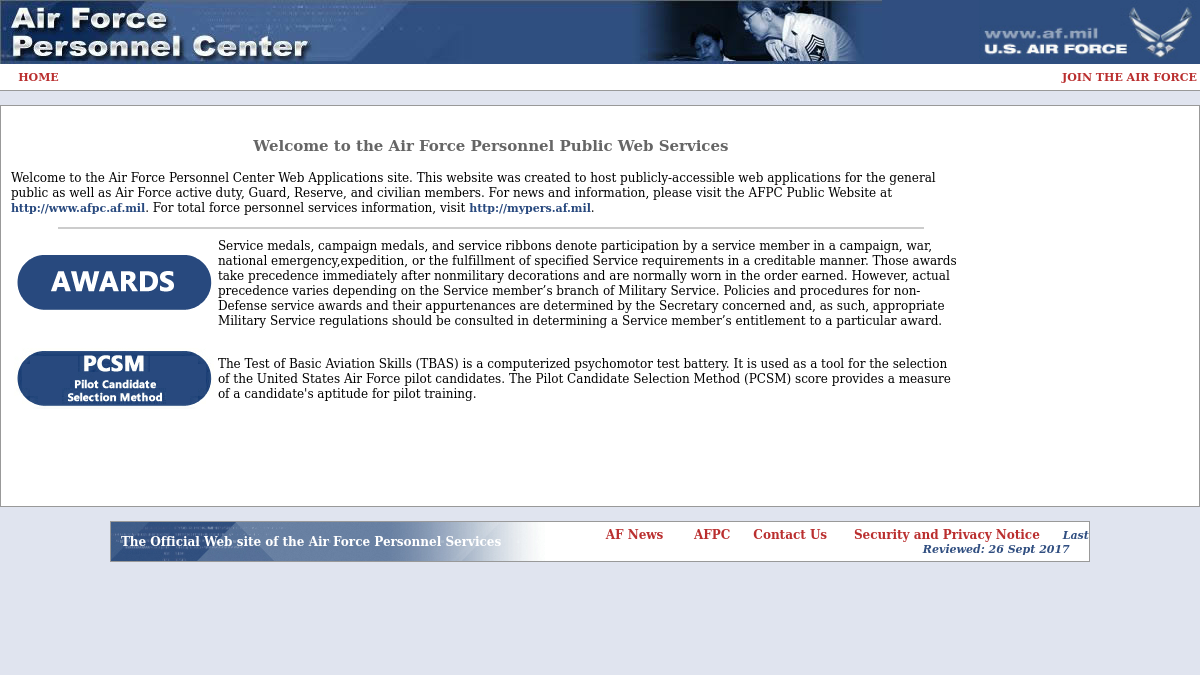 Air Force
Personnel Center
www.af.mil
U.S. AIR FORCE
HOME
JOIN THE AIR FORCE
Welcome to the Air Force Personnel Public Web Services
Welcome to the Air Force Personnel Center Web Applications site. This website was created to host publicly-accessible web applications for the general
public as well as Air Force active duty, Guard, Reserve, and civilian members. For news and information, please visit the AFPC Public Website at
http://www.afpc.af.mil. For total force personnel services information, visit http://mypers.af.mil.
AWARDS
Service medals, campaign medals, and service ribbons denote participation by a service member in a campaign, war,
national emergency,expedition, or the fulfillment of specified Service requirements in a creditable manner. Those awards
take precedence immediately after nonmilitary decorations and are normally worn in the order earned. However, actual
precedence varies depending on the Service member’s branch of Military Service. Policies and procedures for non-
Defense service awards and their appurtenances are determined by the Secretary concerned and, as such, appropriate
Military Service regulations should be consulted in determining a Service member’s entitlement to a particular award.
PCSM
Pilot Candidate
Selection Method
The Test of Basic Aviation Skills (TBAS) is a computerized psychomotor test battery. It is used as a tool for the selection
of the United States Air Force pilot candidates. The Pilot Candidate Selection Method (PCSM) score provides a measure
of a candidate's aptitude for pilot training.
The Official Web site of the Air Force Personnel Services
AF News AFPC Contact Us Security and Privacy Notice Last
Reviewed: 26 Sept 2017